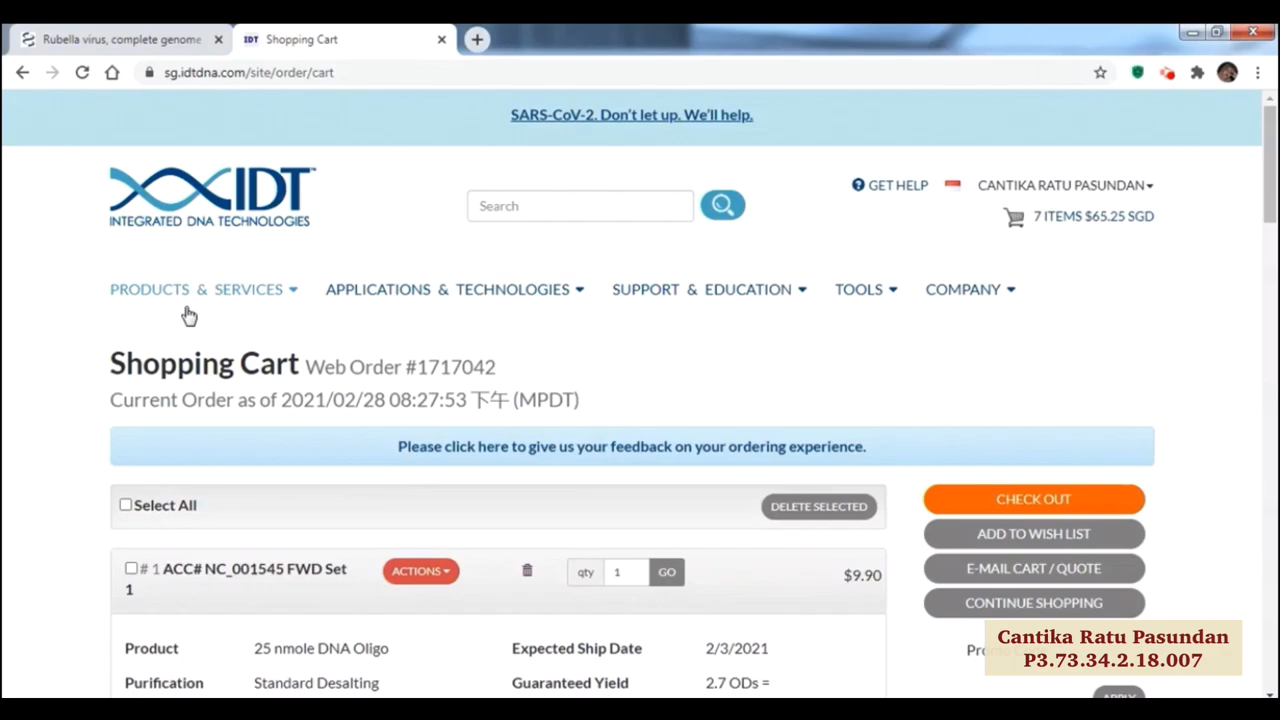 Rubella virus, complete genome
IDT Shopping Cart
sg.idtdna.com/site/order/cart
SARS-CoV-2. Don't let up. We'll help.
IDT™
INTEGRATED DNA TECHNOLOGIES
Search
GET HELP
CANTIKA RATU PASUNDAN
7 ITEMS $65.25 SGD
PRODUCTS & SERVICES APPLICATIONS & TECHNOLOGIES SUPPORT & EDUCATION TOOLS COMPANY
Shopping Cart Web Order #1717042
Current Order as of 2021/02/28 08:27:53 下午 (MPDT)
Please click here to give us your feedback on your ordering experience.
Select All
DELETE SELECTED
# 1 ACC# NC_001545 FWD Set
1
ACTIONS
qty 1 GO
$9.90
Product 25 nmole DNA Oligo Expected Ship Date 2/3/2021
Purification Standard Desalting Guaranteed Yield 2.7 ODs =
CHECK OUT
ADD TO WISH LIST
E-MAIL CART / QUOTE
CONTINUE SHOPPING
Cantika Ratu Pasundan
P3.73.34.2.18.007